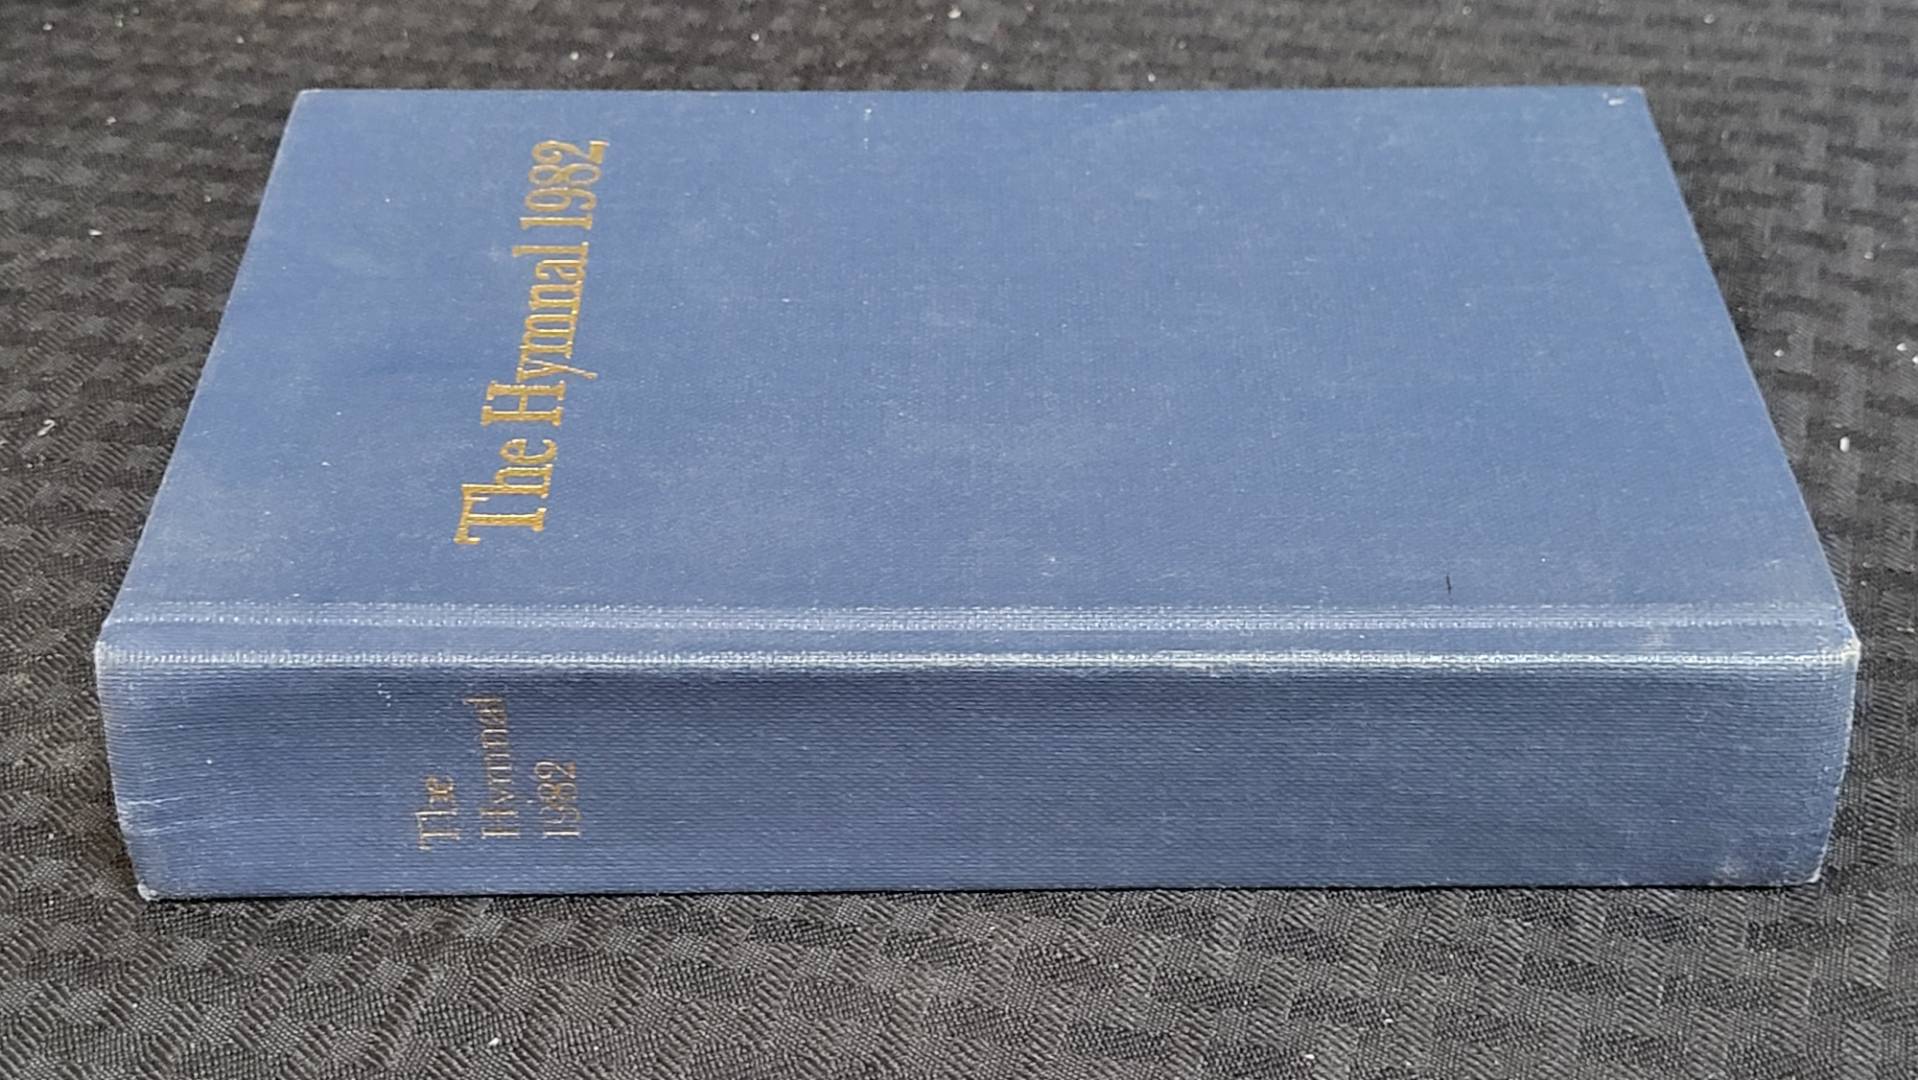 The Hymnal 1982
The
Hymnal
1982